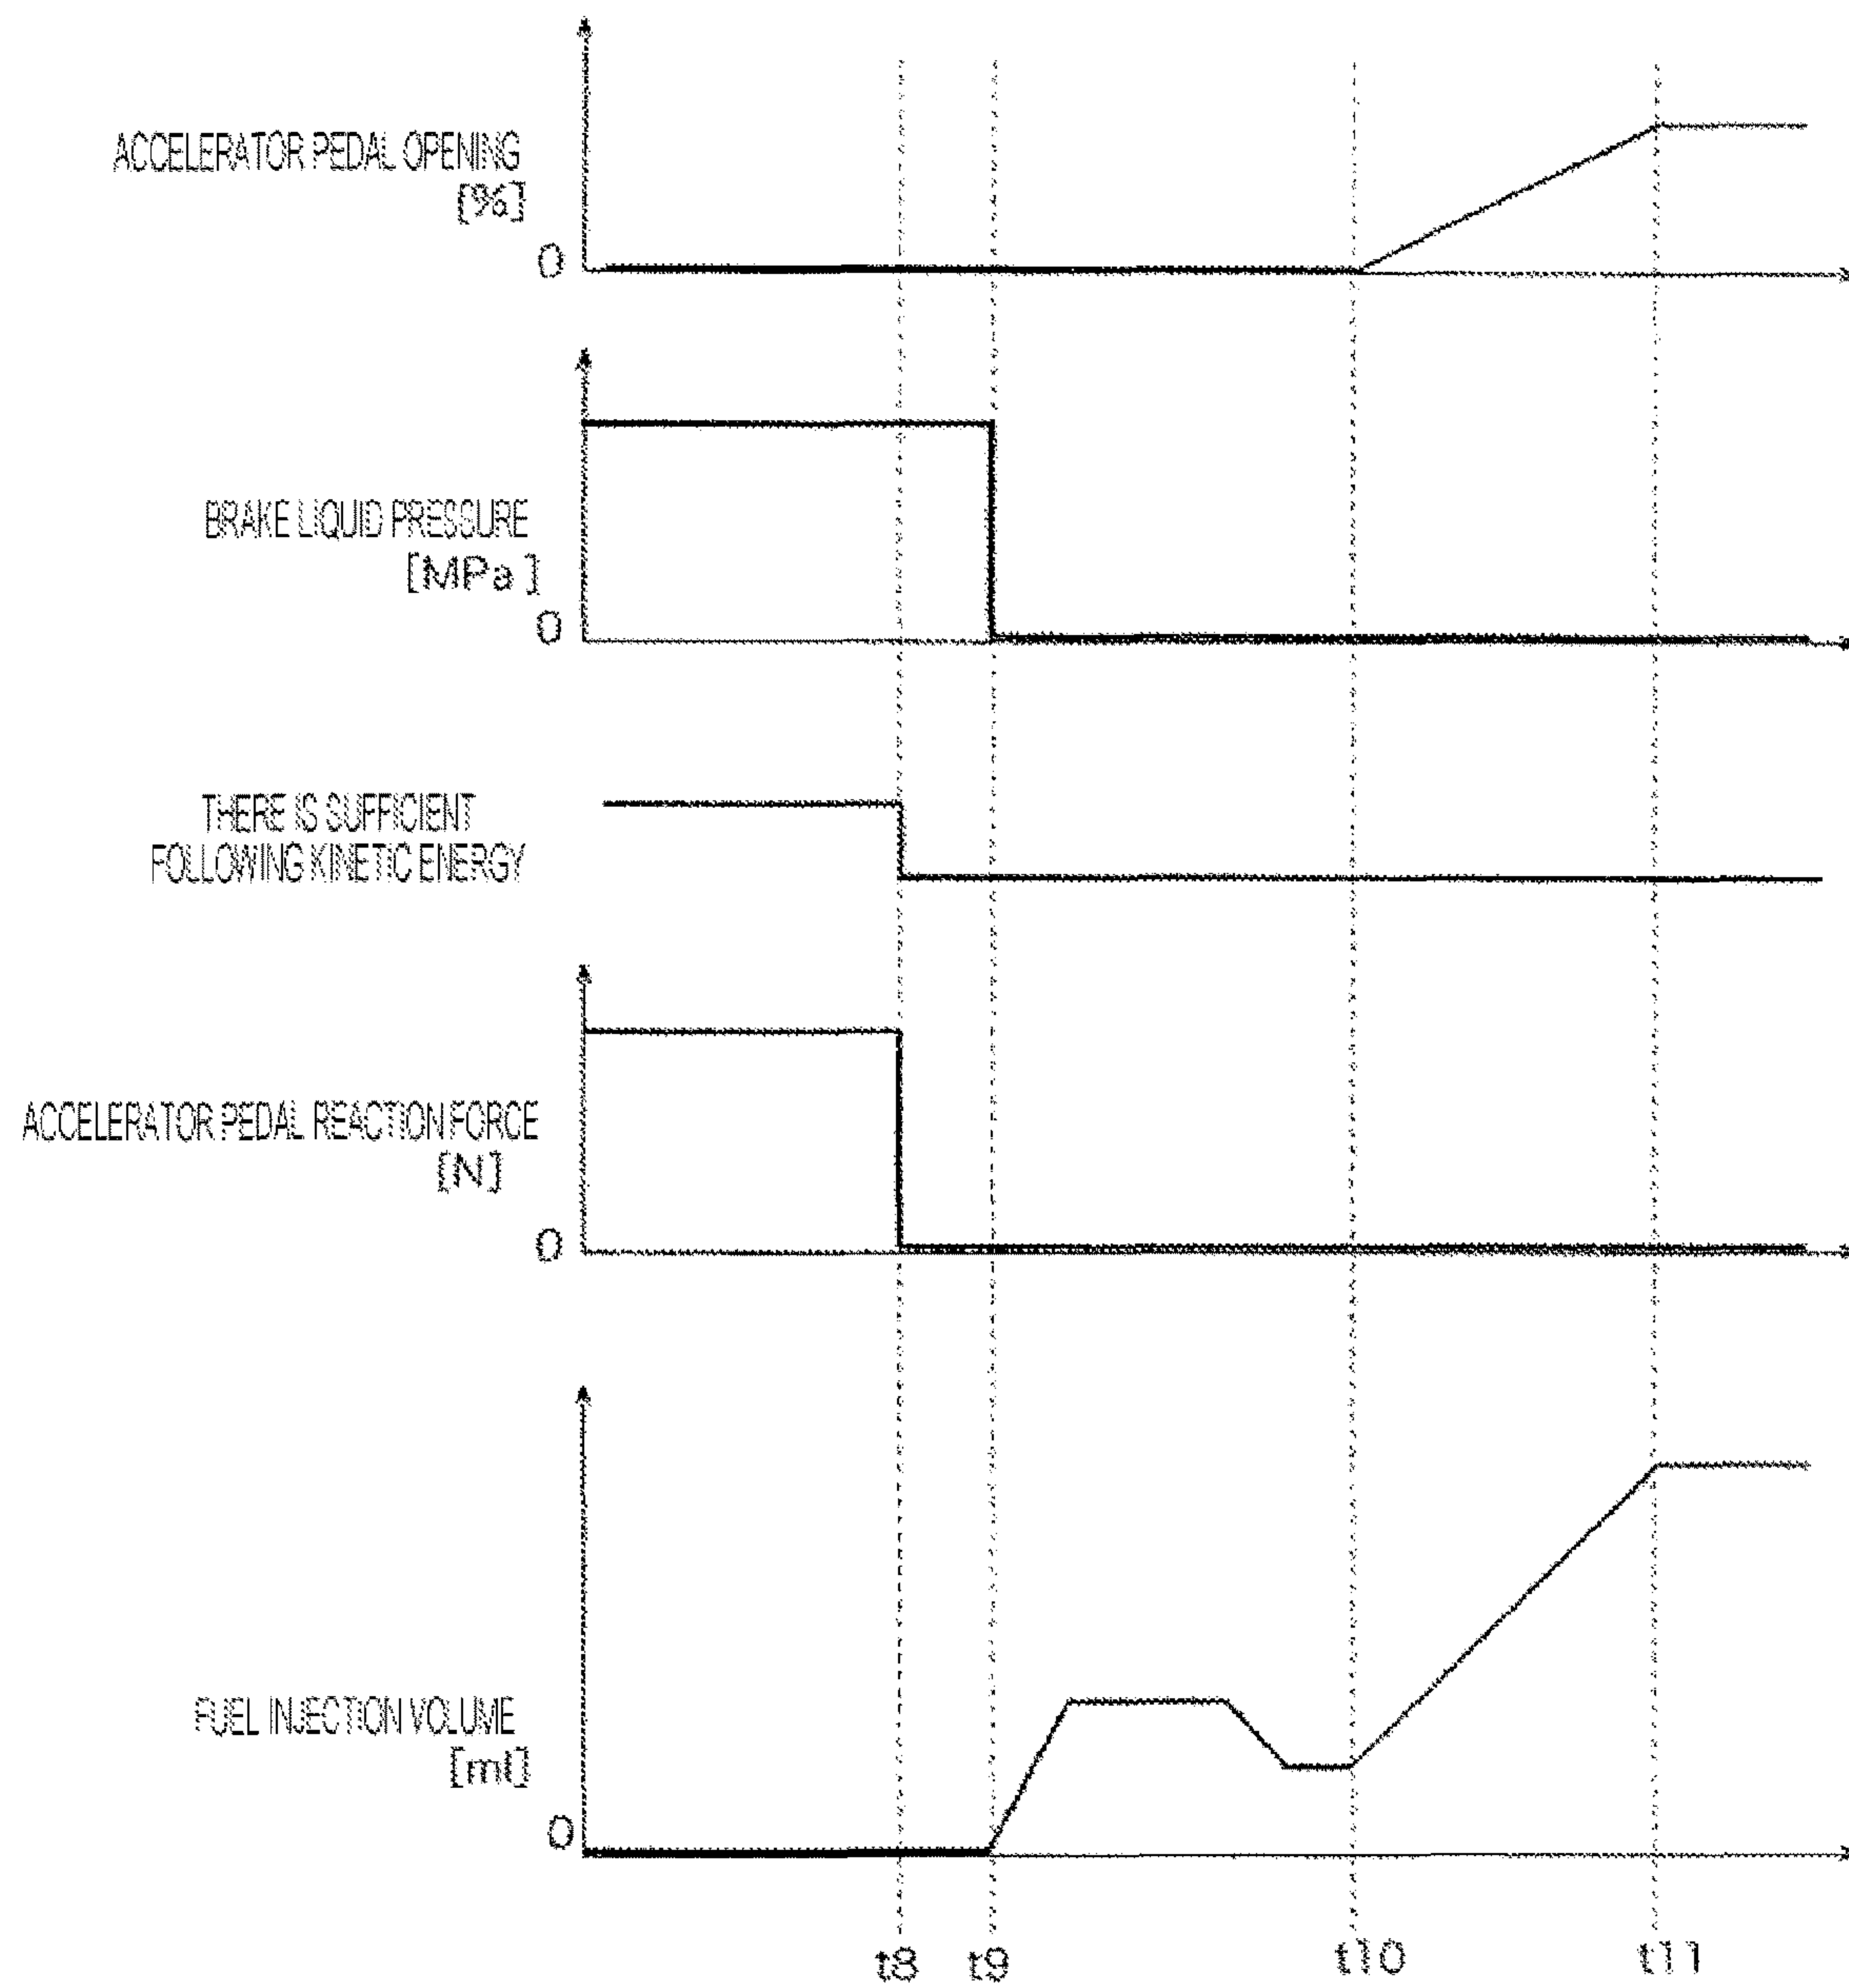 ACCELERATOR PEDAL OPENING
[%]
0
BRAKE LIQUID PRESSURE
[MPa]
0
THERE IS SUFFICIENT
FOLLOWING KINETIC ENERGY
ACCELERATOR PEDAL REACTION FORCE
[N]
0
FUEL INJECTION VOLUME
[ml]
0
t8 t9 t10 t11